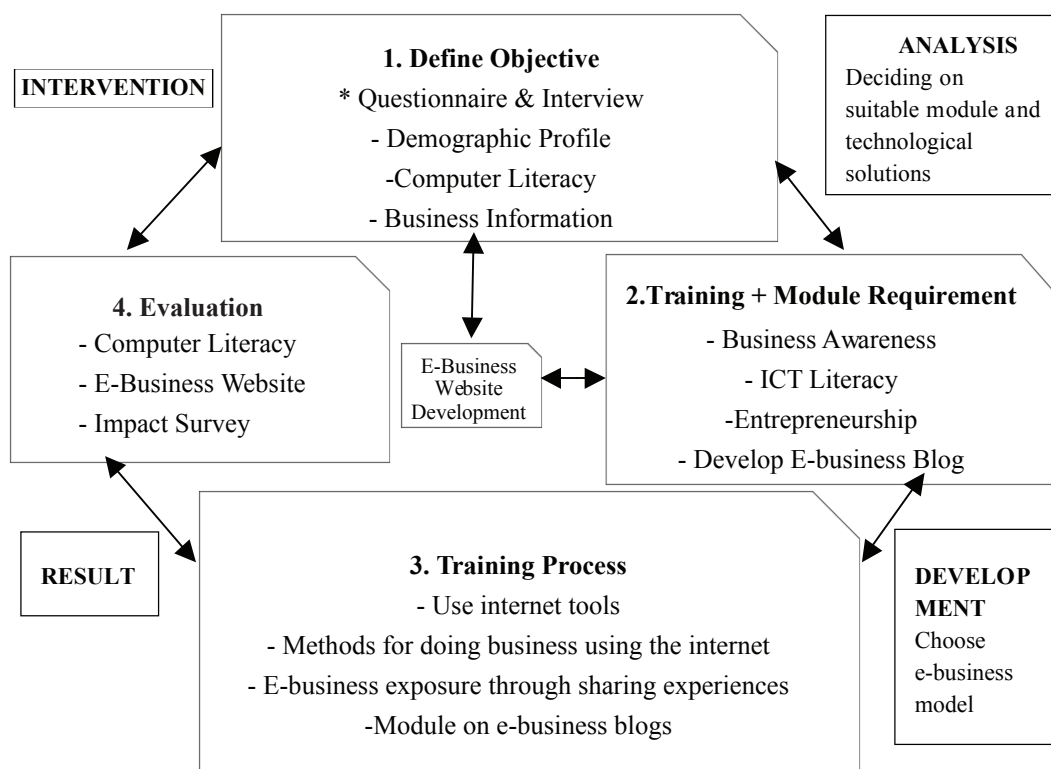 INTERVENTION
1. Define Objective
* Questionnaire & Interview
- Demographic Profile
-Computer Literacy
- Business Information
ANALYSIS
Deciding on
suitable module and
technological
solutions
4. Evaluation
- Computer Literacy
- E-Business Website
- Impact Survey
E-Business
Website
Development
2.Training + Module Requirement
- Business Awareness
- ICT Literacy
-Entrepreneurship
- Develop E-business Blog
RESULT
3. Training Process
- Use internet tools
- Methods for doing business using the internet
- E-business exposure through sharing experiences
-Module on e-business blogs
DEVELOP
MENT
Choose
e-business
model